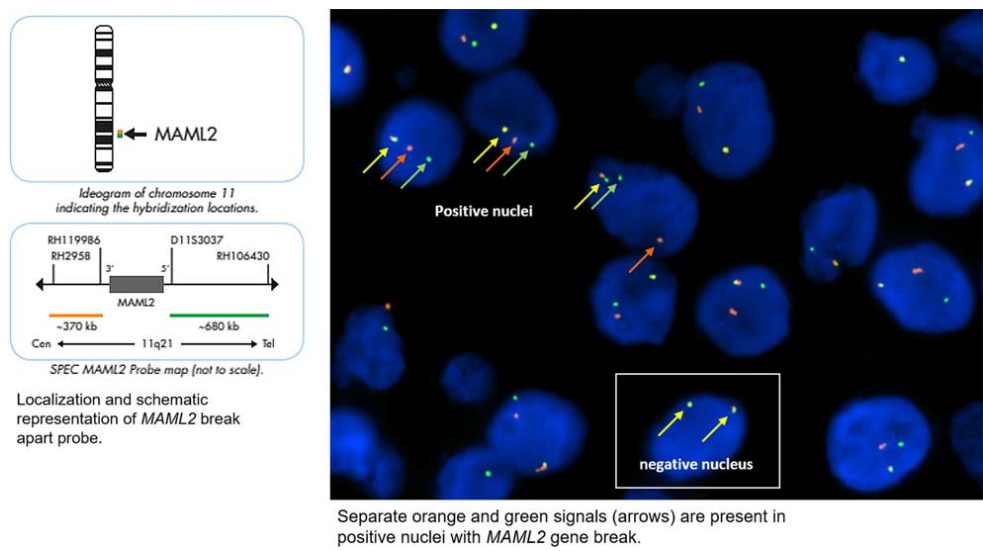 MAML2
Ideogram of chromosome 11
indicating the hybridization locations.
RH119986
D11S3037
RH2958
RH106430
3'
5'
MAML2
~370 kb
~680 kb
Cen
11q21
Tel
SPEC MAML2 Probe map (not to scale).
Localization and schematic
representation of MAML2 break
apart probe.
Positive nuclei
negative nucleus
Separate orange and green signals (arrows) are present in
positive nuclei with MAML2 gene break.